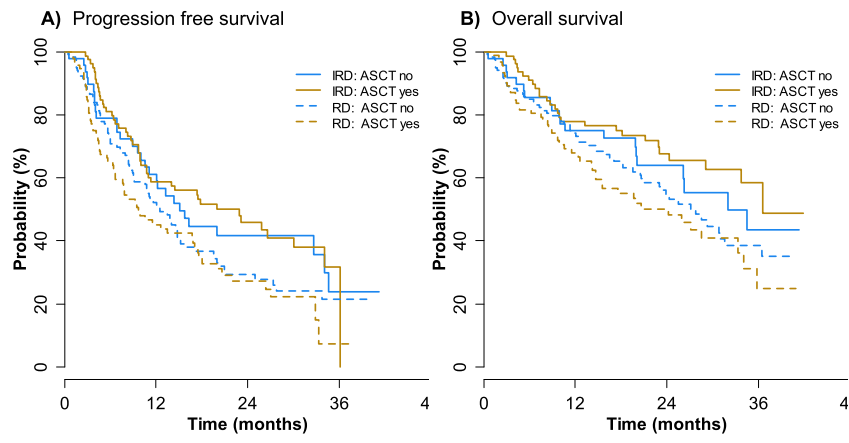 A) Progression free survival
Probability (%)
100
80
60
40
20
0
IRD: ASCT no
IRD: ASCT yes
RD: ASCT no
RD: ASCT yes
0 12 24 36 4
Time (months)
B) Overall survival
Probability (%)
100
80
60
40
20
0
IRD: ASCT no
IRD: ASCT yes
RD: ASCT no
RD: ASCT yes
0 12 24 36 4
Time (months)